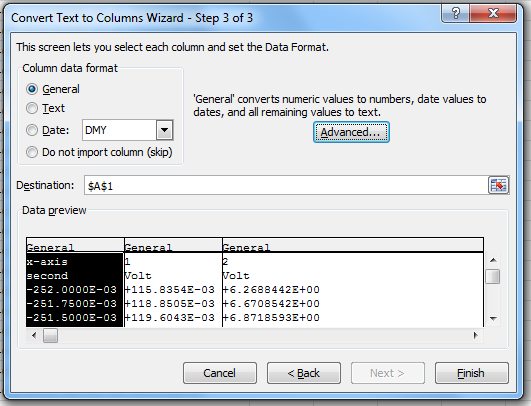 Convert Text to Columns Wizard - Step 3 of 3
This screen lets you select each column and set the Data Format.
Column data format
General
Text
Date: DMY
Do not import column (skip)
'General' converts numeric values to numbers, date values to
dates, and all remaining values to text.
Advanced...
Destination: $A$1
Data preview
General General General
x-axis 1 2
second Volt Volt
-252.0000E-03 +115.8354E-03 +6.2688442E+00
-251.7500E-03 +118.8505E-03 +6.6708542E+00
-251.5000E-03 +119.6043E-03 +6.8718593E+00
Cancel < Back Next > Finish